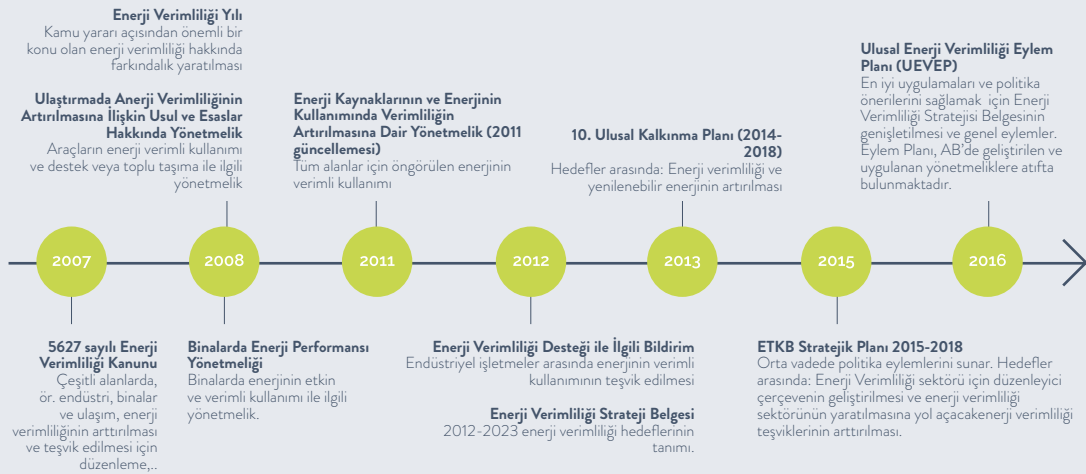 Enerji Verimliliği Yılı
Kamu yararı açısından önemli bir
konu olan enerji verimliliği hakkında
farkındalık yaratılması
Ulaştırmada Anerji Verimliliğinin
Artırılmasına İlişkin Usul ve Esaslar
Hakkında Yönetmelik
Araçların enerji verimli kullanımı
ve destek veya toplu taşıma ile ilgili
yönetmelik
Enerji Kaynaklarının ve Enerjinin
Kullanımında Verimliliğin
Artırılmasına Dair Yönetmelik (2011
güncellemesi)
Tüm alanlar için öngörülen enerjinin
verimli kullanımı
10. Ulusal Kalkınma Planı (2014-
2018)
Hedefler arasında: Enerji verimliliği ve
yenilenebilir enerjinin artırılması
Ulusal Enerji Verimliliği Eylem
Planı (UEVEP)
En iyi uygulamaları ve politika
önerilerini sağlamak için Enerji
Verimliliği Stratejisi Belgesinin
genişletilmesi ve genel eylemler.
Eylem Planı, AB'de geliştirilen ve
uygulanan yönetmeliklere atıfta
bulunmaktadır.
2007
2008
2011
2012
2013
2015
2016
5627 sayılı Enerji
Verimliliği Kanunu
Çeşitli alanlarda,
ör. endüstri, binalar
ve ulaşım, enerji
verimliliğinin arttırılması
ve teşvik edilmesi için
düzenleme,..
Binalarda Enerji Performansı
Yönetmeliği
Binalarda enerjinin etkin
ve verimli kullanımı ile ilgili
yönetmelik.
Enerji Verimliliği Desteği ile İlgili Bildirim
Endüstriyel işletmeler arasında enerjinin verimli
kullanımının teşvik edilmesi
Enerji Verimliliği Strateji Belgesi
2012-2023 enerji verimliliği hedeflerinin
tanımı.
ETKB Stratejik Planı 2015-2018
Orta vadede politika eylemlerini sunar. Hedefler
arasında: Enerji Verimliliği sektörü için düzenleyici
çerçevenin geliştirilmesi ve enerji verimliliği
sektörünün yaratılmasına yol açacakenerji verimliliği
teşviklerinin arttırılması.